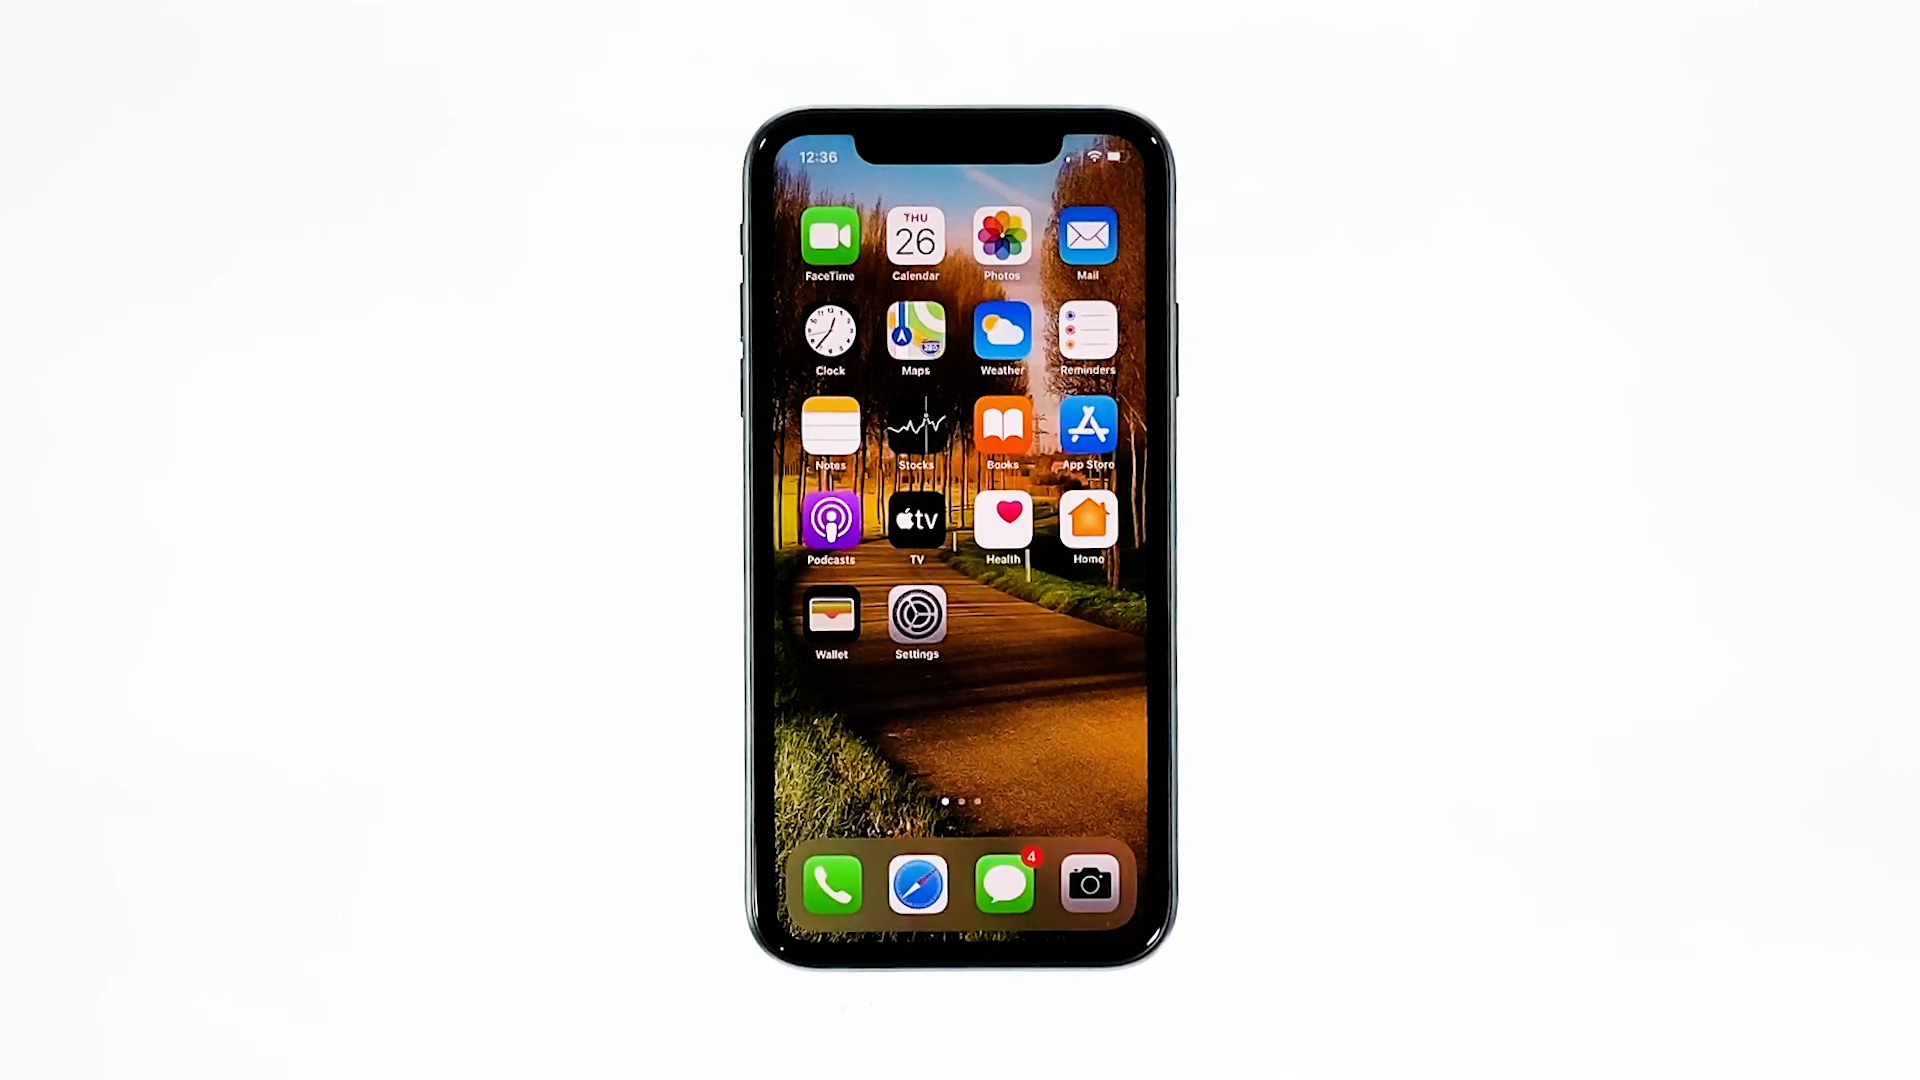 12:36
THU
26
FaceTime Calendar Photos Mail
280
Clock Maps Weather Reminders
Notes Stocks Books App Store
tv
Podcasts TV Health Home
Wallet Settings
4